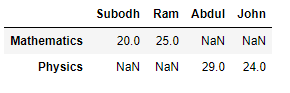 Subodh Ram Abdul John
Mathematics 20.0 25.0 NaN NaN
Physics NaN NaN 29.0 24.0